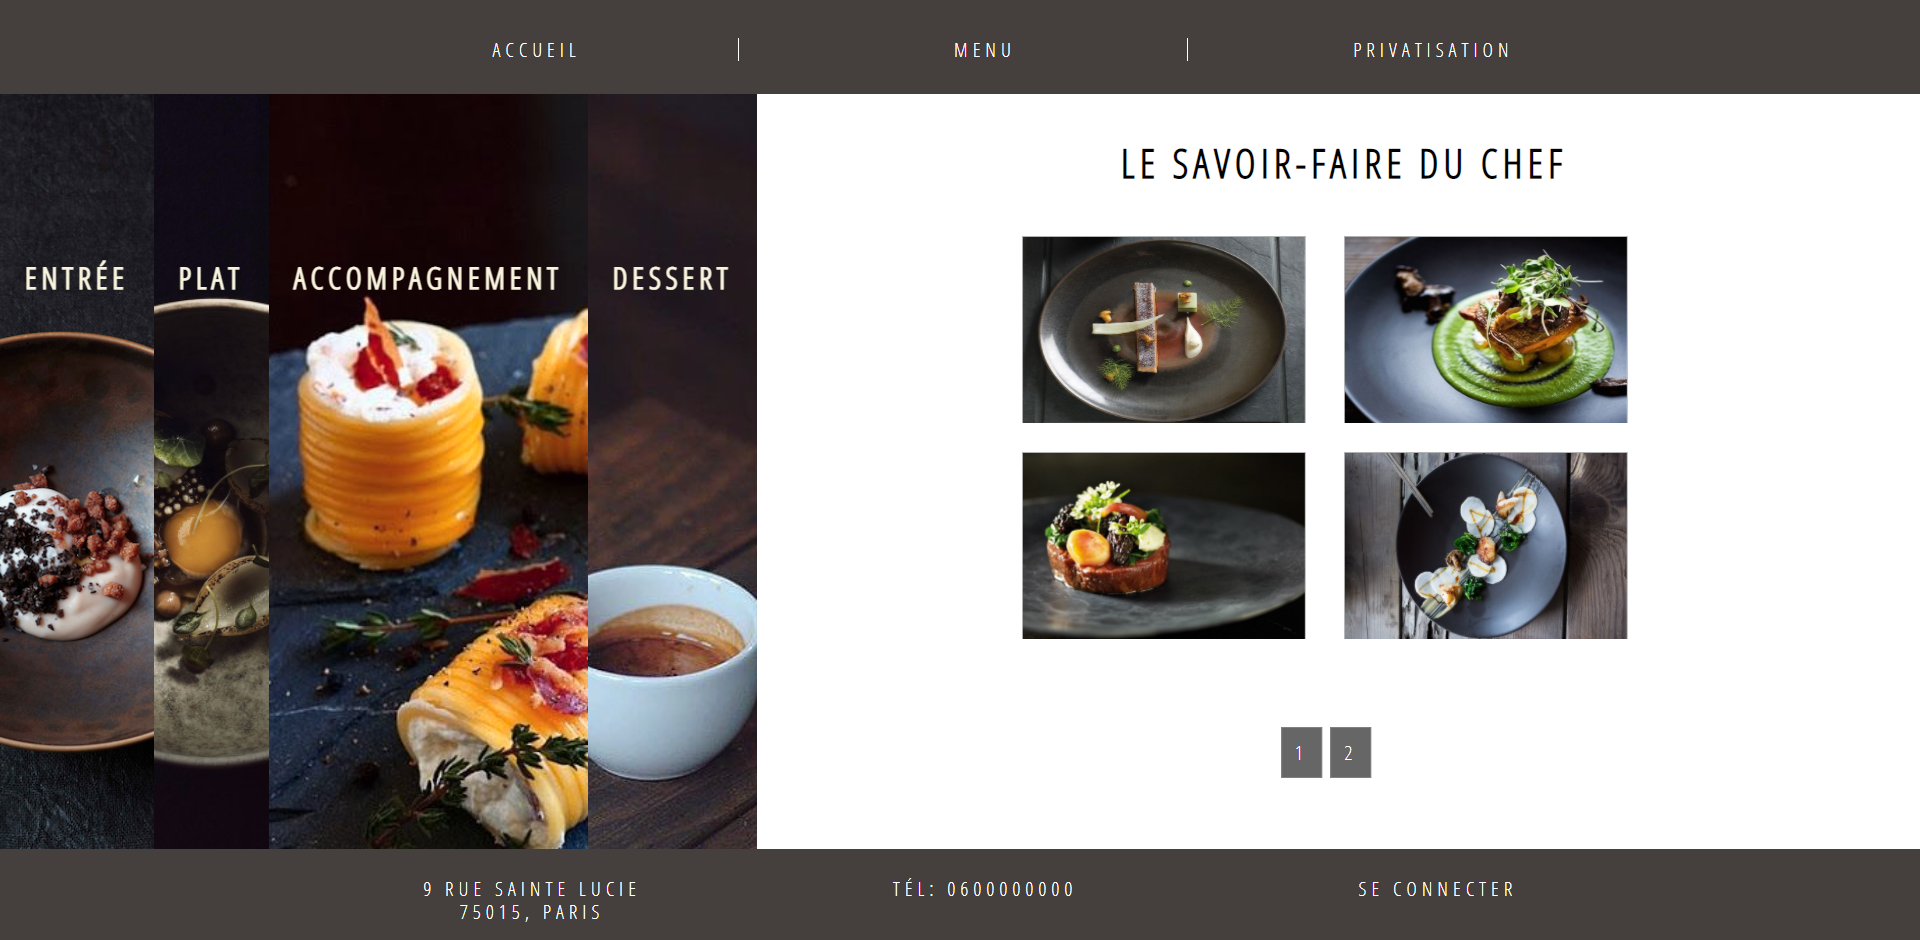 ACCUEIL
MENU
PRIVATISATION
ENTRÉE
PLAT
ACCOMPAGNEMENT
DESSERT
LE SAVOIR-FAIRE DU CHEF
1
2
9 RUE SAINTE LUCIE
75015, PARIS
TÉL: 0600000000
SE CONNECTER